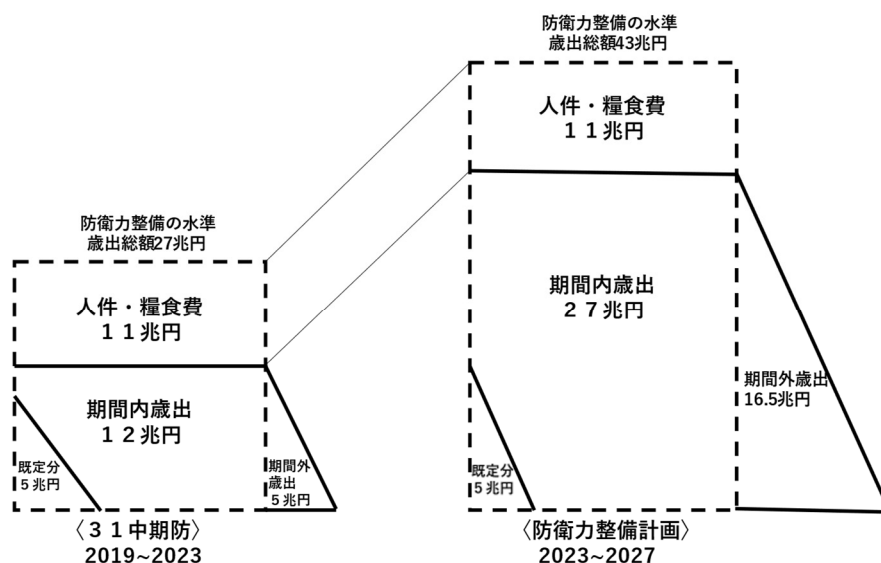 防衛力整備の水準
歳出総額27兆円
人件・糧食費
１１兆円
期間内歳出
１２兆円
既定分
５兆円
期間外
歳出
５兆円
〈３１中期防〉
2019~2023
防衛力整備の水準
歳出総額43兆円
人件・糧食費
１１兆円
期間内歳出
２７兆円
既定分
５兆円
期間外歳出
16.5兆円
〈防衛力整備計画〉
2023~2027